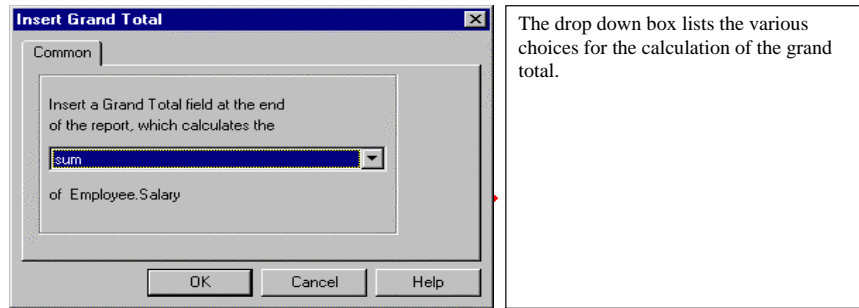 Insert Grand Total
Common
Insert a Grand Total field at the end
of the report, which calculates the
sum
of Employee.Salary
OK Cancel Help
The drop down box lists the various
choices for the calculation of the grand
total.